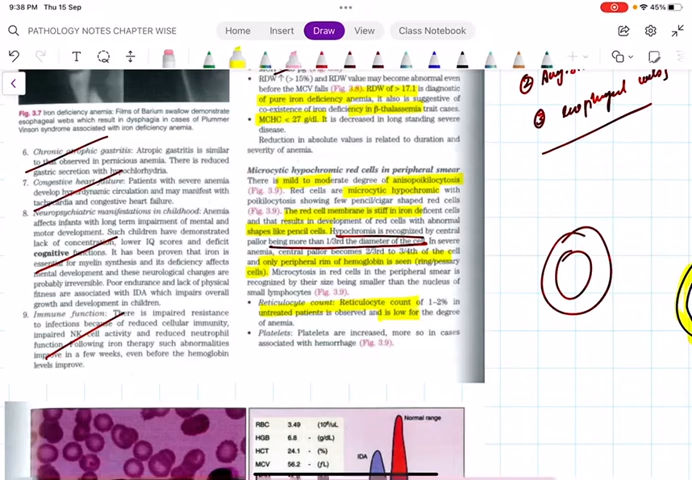 9:38 PM Thu 15 Sep
45%
PATHOLOGY NOTES CHAPTER WISE
Home Insert Draw View Class Notebook
Fig. 3.7 Iron deficiency anemia: Films of Barium swallow demonstrate
esophageal webs which result in dysphagia in cases of Plummer
Vinson syndrome associated with iron deficiency anemia.
6. Chronic atrophic gastritis: Atrophic gastritis is similar
to that observed in pernicious anemia. There is reduced
gastric secretion with hypochlorhydria.
7. Congestive heart failure: Patients with severe anemia
develop hyperdynamic circulation and may manifest with
tachycardia and congestive heart failure.
8. Neuropsychiatric manifestations in childhood: Anemia
affects infants with long term impairment of mental and
motor development. Such children have demonstrated
lack of concentration, lower IQ scores and deficit
cognitive functions. It has been proven that iron is
essential for myelin synthesis and its deficiency affects
mental development and these neurological changes are
probably irreversible. Poor endurance and lack of physical
fitness are associated with IDA which impairs overall
growth and development in children.
9. Immune function: There is impaired resistance
to infections because of reduced cellular immunity,
impaired NK cell activity and reduced neutrophil
function. Following iron therapy such abnormalities
improve in a few weeks, even before the hemoglobin
levels improve.
• RDW ↑ (> 15%) and RDW value may become abnormal even
before the MCV falls (Fig. 3.8). RDW of > 17.1 is diagnostic
of pure iron deficiency anemia, it also is suggestive of
co-existence of iron deficiency in β-thalassemia trait cases.
• MCHC < 27 g/dl. It is decreased in long standing severe
disease.
Reduction in absolute values is related to duration and
severity of anemia.
Microcytic hypochromic red cells in peripheral smear
There is mild to moderate degree of anisopoikilocytosis
(Fig. 3.9). Red cells are microcytic hypochromic with
poikilocytosis showing few pencil/cigar shaped red cells
(Fig. 3.9). The red cell membrane is stiff in iron deficient cells
and that results in development of red cells with abnormal
shapes like pencil cells. Hypochromia is recognized by central
pallor being more than 1/3rd the diameter of the cell. In severe
anemia, central pallor becomes 2/3rd to 3/4th of the cell
and only peripheral rim of hemoglobin is seen (ring/pessary
cells). Microcytosis in red cells in the peripheral smear is
recognized by their size being smaller than the nucleus of
small lymphocytes (Fig. 3.9).
• Reticulocyte count: Reticulocyte count of 1–2% in
untreated patients is observed and is low for the degree
of anemia.
• Platelets: Platelets are increased, more so in cases
associated with hemorrhage (Fig. 3.9).
③ esophageal webs
RBC 3.49 (10⁶/uL
HGB 6.8 - (g/dL)
HCT 24.1 - (%)
MCV 56.2 - (fL)
Normal range
IDA